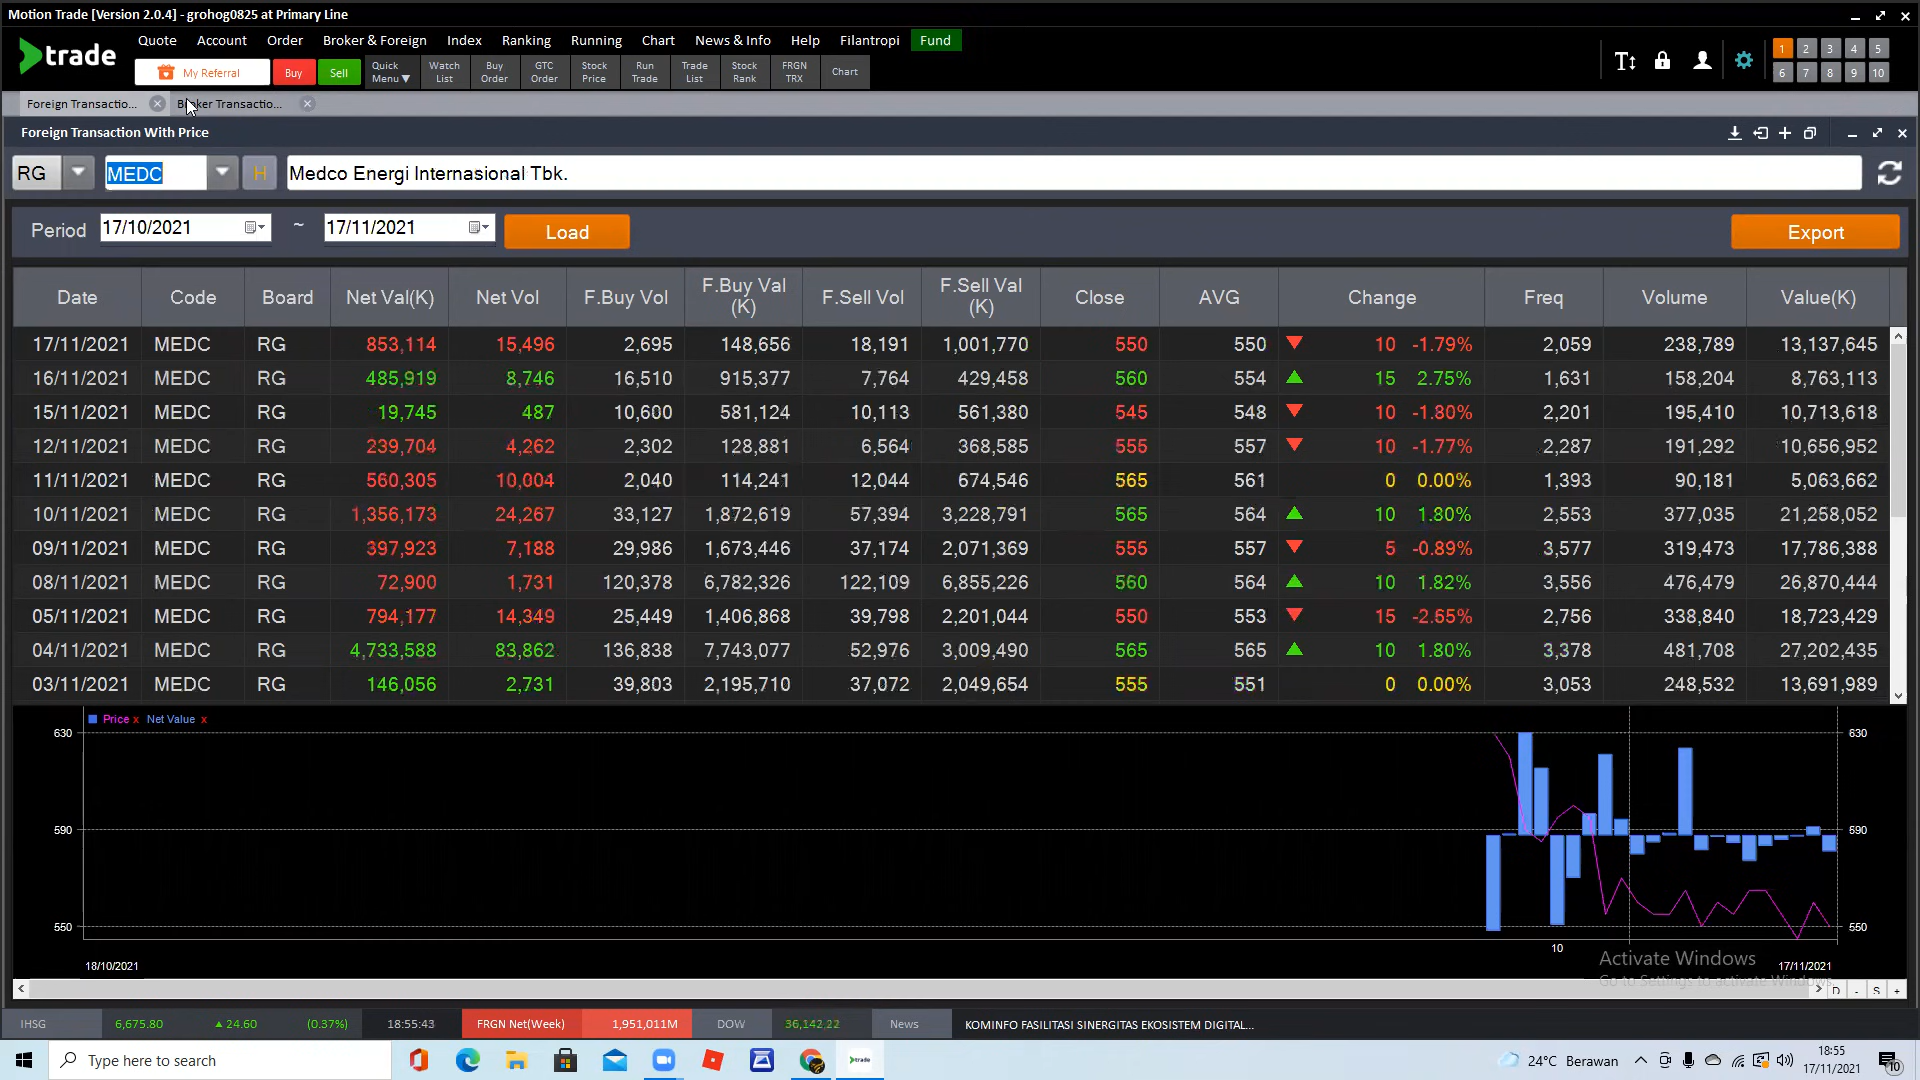 Motion Trade [Version 2.0.4] - grohog0825 at Primary Line
trade
Quote Account Order Broker & Foreign Index Ranking Running Chart News & Info Help Filantropi Fund
My Referral Buy Sell Quick Menu▼ Watch List Buy Order GTC Order Stock Price Run Trade Trade List Stock Rank FRGN TRX Chart
1 2 3 4 5
6 7 8 9 10
Foreign Transactio... Broker Transactio...
Foreign Transaction With Price
RG MEDC H Medco Energi Internasional Tbk.
Period 17/10/2021 ~ 17/11/2021 Load Export
Date Code Board Net Val(K) Net Vol F.Buy Vol F.Buy Val (K) F.Sell Vol F.Sell Val (K) Close AVG Change Freq Volume Value(K)
17/11/2021 MEDC RG 853,114 15,496 2,695 148,656 18,191 1,001,770 550 550 10 -1.79% 2,059 238,789 13,137,645
16/11/2021 MEDC RG 485,919 8,746 16,510 915,377 7,764 429,458 560 554 15 2.75% 1,631 158,204 8,763,113
15/11/2021 MEDC RG 19,745 487 10,600 581,124 10,113 561,380 545 548 10 -1.80% 2,201 195,410 10,713,618
12/11/2021 MEDC RG 239,704 4,262 2,302 128,881 6,564 368,585 555 557 10 -1.77% 2,287 191,292 10,656,952
11/11/2021 MEDC RG 560,305 10,004 2,040 114,241 12,044 674,546 565 561 0 0.00% 1,393 90,181 5,063,662
10/11/2021 MEDC RG 1,356,173 24,267 33,127 1,872,619 57,394 3,228,791 565 564 10 1.80% 2,553 377,035 21,258,052
09/11/2021 MEDC RG 397,923 7,188 29,986 1,673,446 37,174 2,071,369 555 557 5 -0.89% 3,577 319,473 17,786,388
08/11/2021 MEDC RG 72,900 1,731 120,378 6,782,326 122,109 6,855,226 560 564 10 1.82% 3,556 476,479 26,870,444
05/11/2021 MEDC RG 794,177 14,349 25,449 1,406,868 39,798 2,201,044 550 553 15 -2.65% 2,756 338,840 18,723,429
04/11/2021 MEDC RG 4,733,588 83,862 136,838 7,743,077 52,976 3,009,490 565 565 10 1.80% 3,378 481,708 27,202,435
03/11/2021 MEDC RG 146,056 2,731 39,803 2,195,710 37,072 2,049,654 555 551 0 0.00% 3,053 248,532 13,691,989
Price x Net Value x
630 630
590 590
550 550
10
18/10/2021 17/11/2021
Activate Windows
Go to Settings to activate Windows.
D - S +
IHSG 6,675.80 ▲ 24.60 (0.37%) 18:55:43 FRGN Net(Week) 1,951,011M DOW 36,142.22 News KOMINFO FASILITASI SINERGITAS EKOSISTEM DIGITAL...
Type here to search trade 24°C Berawan 18:55
17/11/2021 10